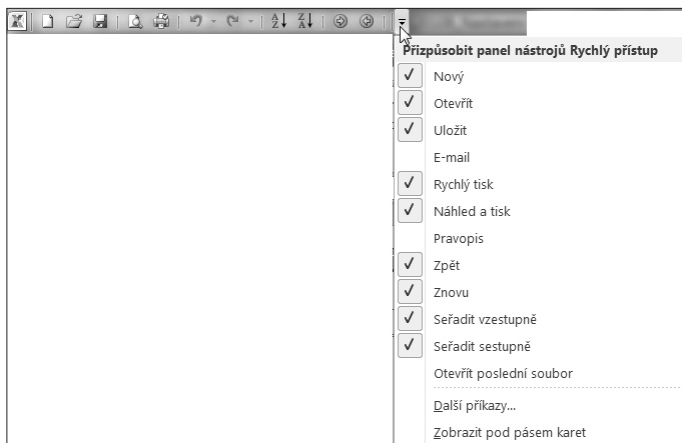 Přizpůsobit panel nástrojů Rychlý přístup
Nový
Otevřít
Uložit
E-mail
Rychlý tisk
Náhled a tisk
Pravopis
Zpět
Znovu
Seřadit vzestupně
Seřadit sestupně
Otevřít poslední soubor
Další příkazy...
Zobrazit pod pásem karet